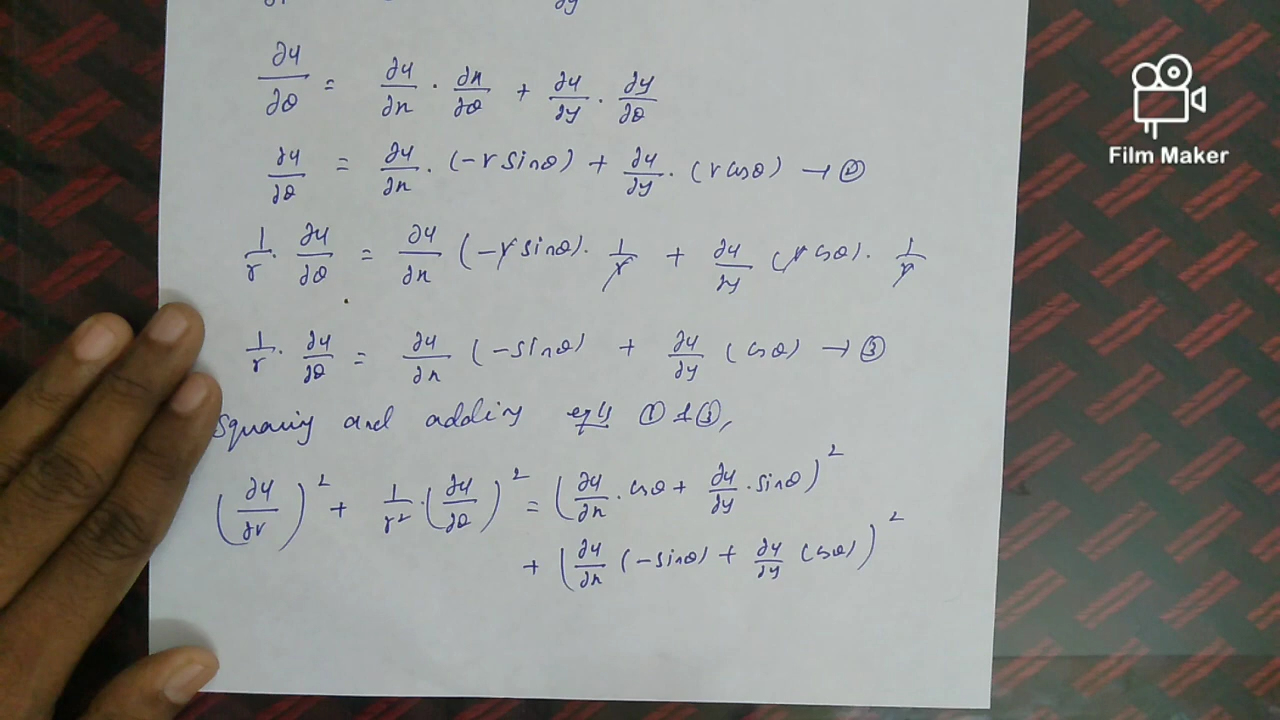 ∂y
∂u/∂θ = ∂u/∂x · ∂x/∂θ + ∂u/∂y · ∂y/∂θ
∂u/∂θ = ∂u/∂x · (-r sinθ) + ∂u/∂y · (r cosθ) → ②
1/r · ∂u/∂θ = ∂u/∂x (-r sinθ) · 1/r + ∂u/∂y (r cosθ) · 1/r
1/r · ∂u/∂θ = ∂u/∂x (-sinθ) + ∂u/∂y (cosθ) → ③
Squaring and adding eqn ① & ③,
(∂u/∂r)² + 1/r² · (∂u/∂θ)² = (∂u/∂x · cosθ + ∂u/∂y · sinθ)²
+ (∂u/∂x (-sinθ) + ∂u/∂y (cosθ))²
Film Maker